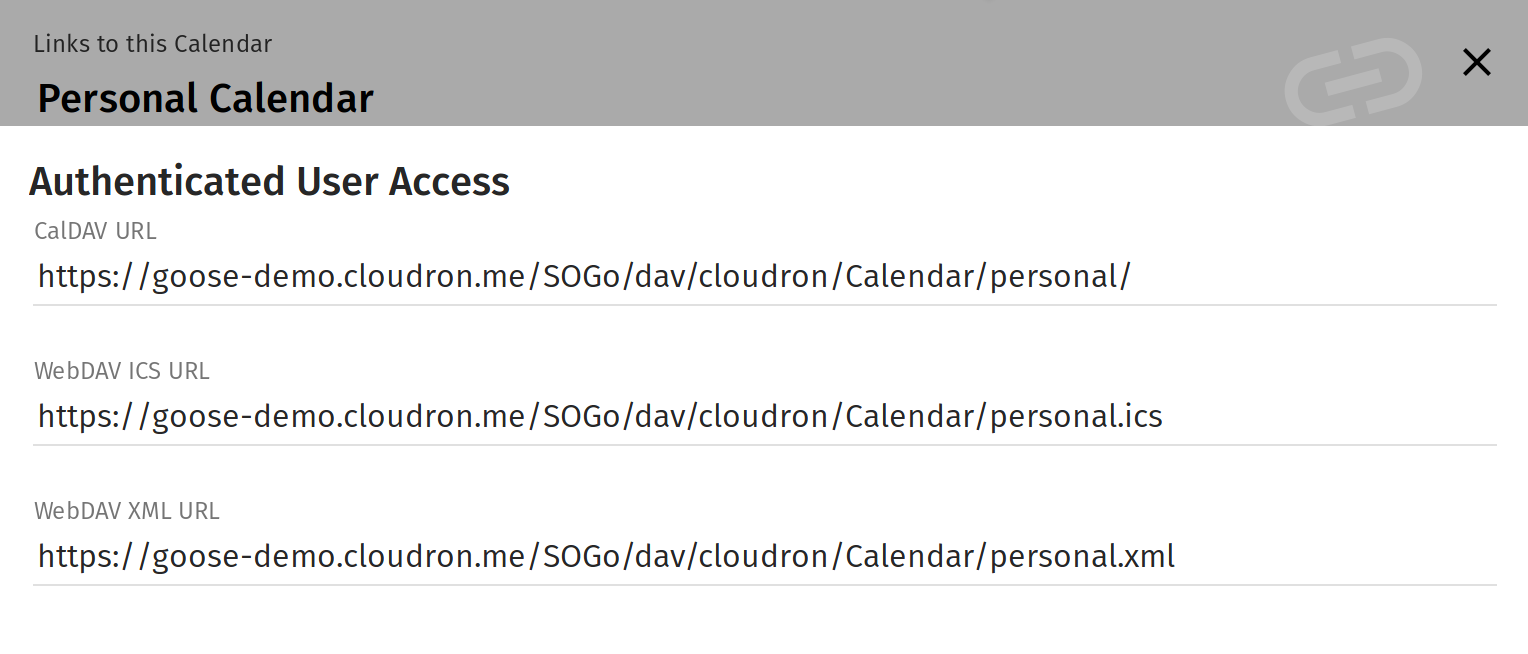 Links to this Calendar
Personal Calendar
Authenticated User Access
CalDAV URL
https://goose-demo.cloudron.me/SOGo/dav/cloudron/Calendar/personal/
WebDAV ICS URL
https://goose-demo.cloudron.me/SOGo/dav/cloudron/Calendar/personal.ics
WebDAV XML URL
https://goose-demo.cloudron.me/SOGo/dav/cloudron/Calendar/personal.xml